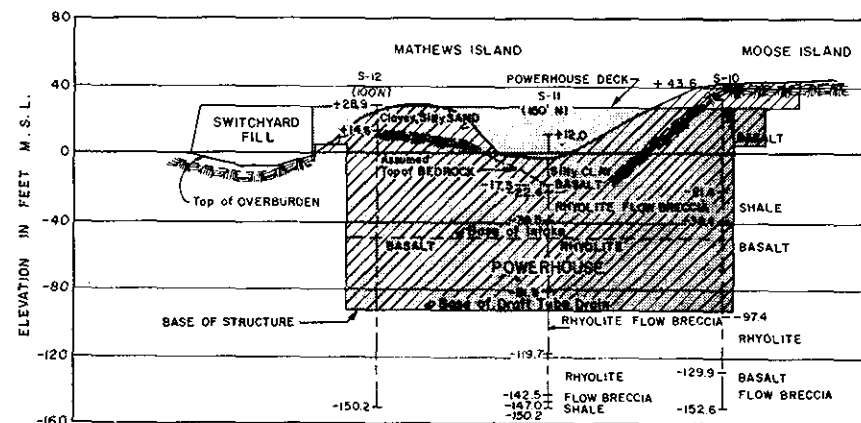 80
40
0
-40
-80
-120
-160
ELEVATION IN FEET M.S.L.
MATHEWS ISLAND
MOOSE ISLAND
S-12
(100'N)
+28.9
POWERHOUSE DECK
S-11
(160' N)
+43.6
S-10
SWITCHYARD
FILL
+14.6
Clayey, Silty SAND
+12.0
BASALT
Assumed
Top of BEDROCK
Silty CLAY
-17.3
-22.4
BASALT
Top of OVERBURDEN
RHYOLITE FLOW BRECCIA
SHALE
Base of Intake
BASALT
RHYOLITE
BASALT
POWERHOUSE
Base of Draft Tube Drain
BASE OF STRUCTURE
RHYOLITE FLOW BRECCIA
-97.4
RHYOLITE
-119.7
RHYOLITE
-129.9
BASALT
-142.5
FLOW BRECCIA
FLOW BRECCIA
-147.0
SHALE
-150.2
-150.2
-152.6